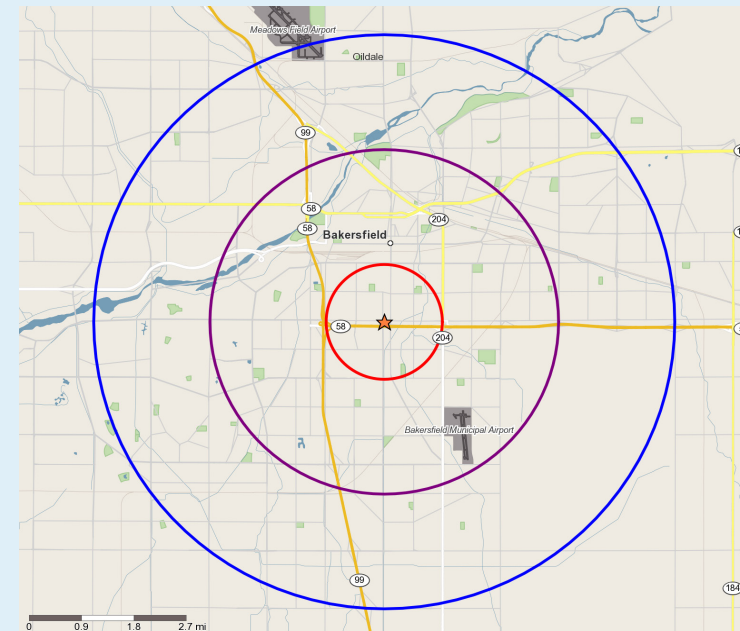 Meadows Field Airport
Oildale
99
58
204
58
Bakersfield
58
204
Bakersfield Municipal Airport
99
184
0 0.9 1.8 2.7 mi